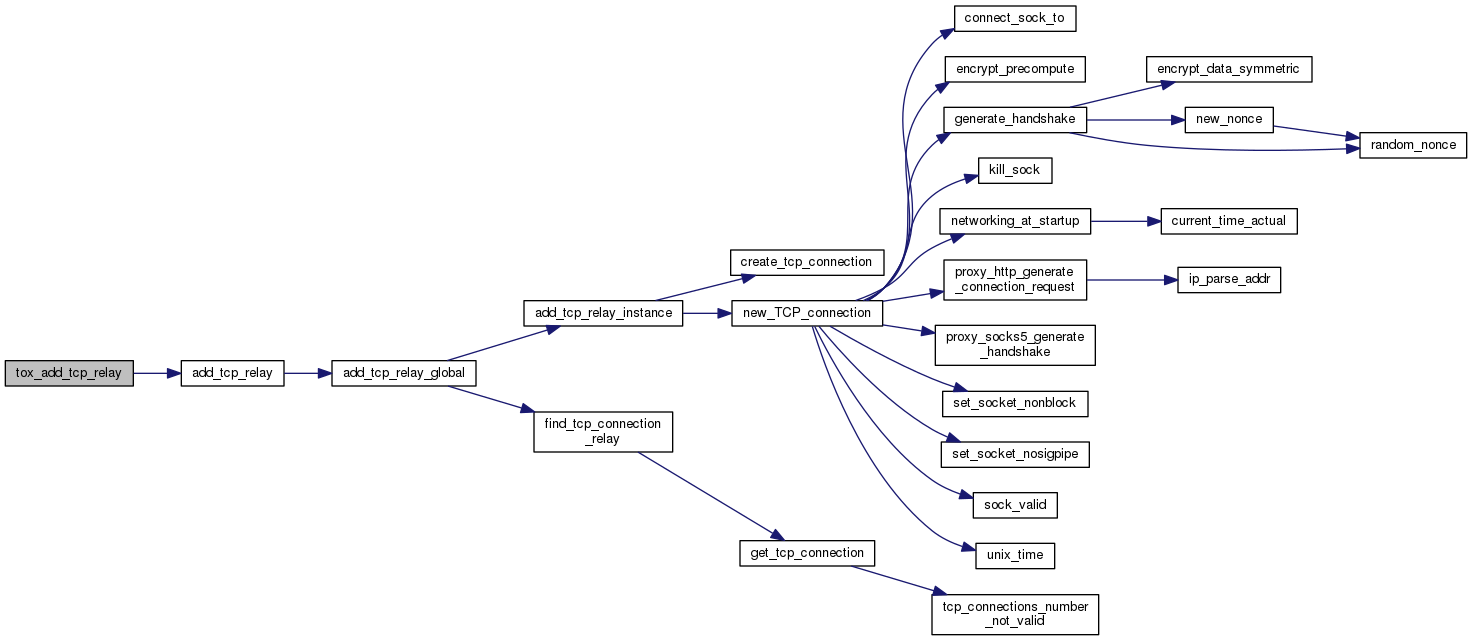 connect_sock_to
encrypt_precompute
encrypt_data_symmetric
generate_handshake
new_nonce
random_nonce
kill_sock
networking_at_startup
current_time_actual
create_tcp_connection
proxy_http_generate
_connection_request
ip_parse_addr
add_tcp_relay_instance
new_TCP_connection
proxy_socks5_generate
_handshake
tox_add_tcp_relay
add_tcp_relay
add_tcp_relay_global
set_socket_nonblock
find_tcp_connection
_relay
set_socket_nosigpipe
sock_valid
get_tcp_connection
unix_time
tcp_connections_number
_not_valid